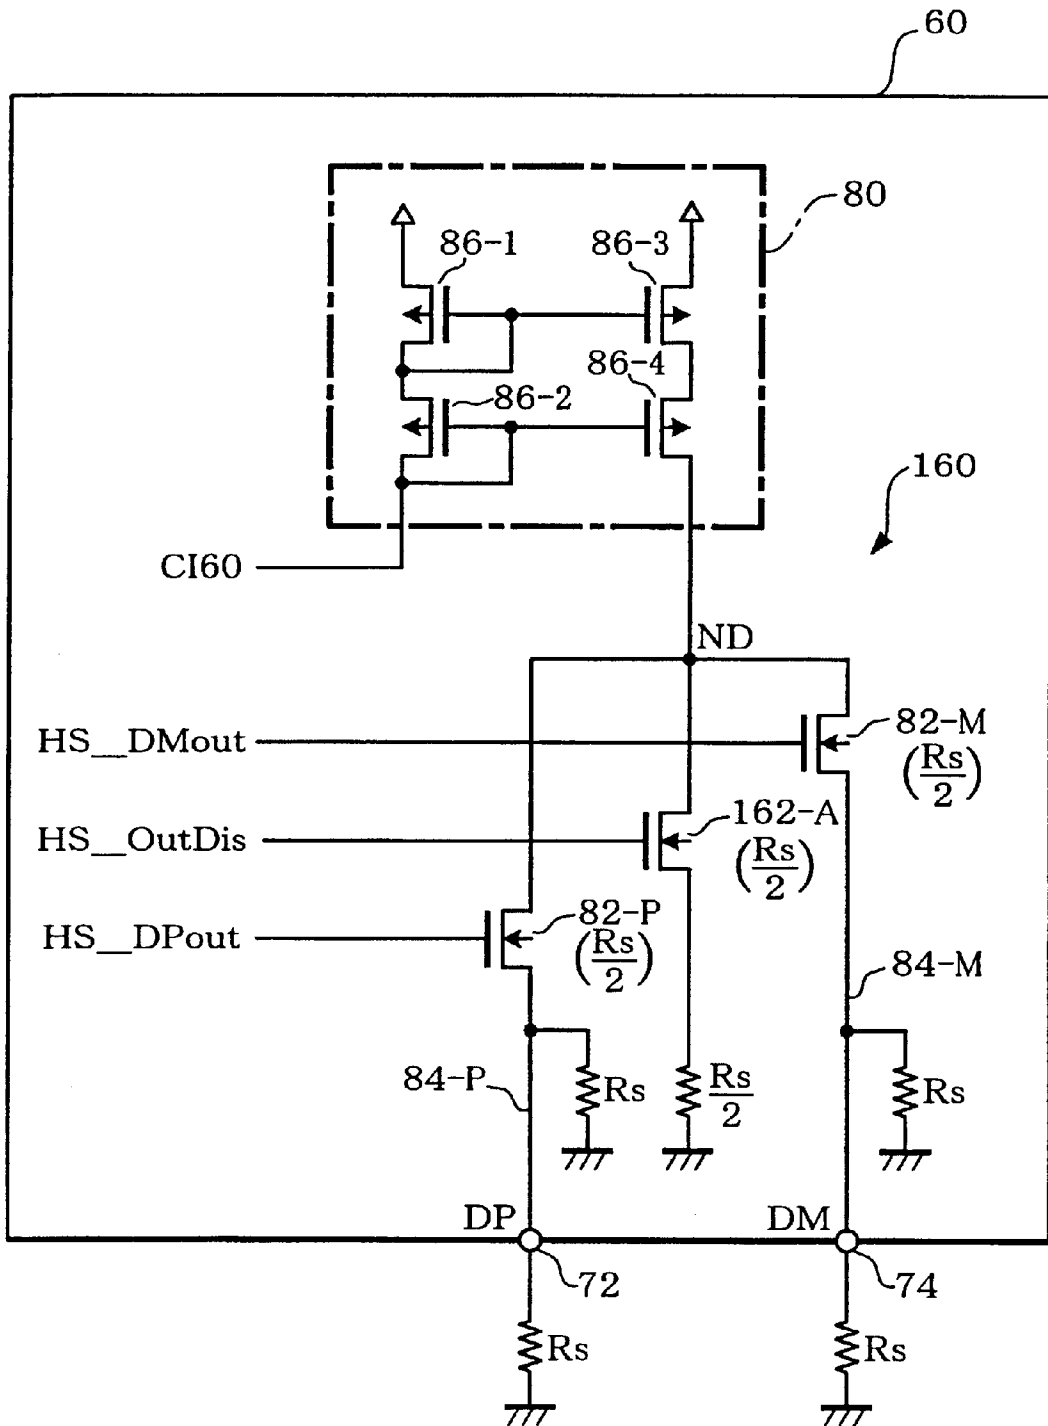 60
80
86-1
86-3
86-4
86-2
160
CI60
ND
HS__DMout
82-M
(Rs/2)
HS__OutDis
162-A
(Rs/2)
HS__DPout
82-P
(Rs/2)
84-M
84-P
Rs
Rs/2
Rs
DP
DM
72
74
Rs
Rs